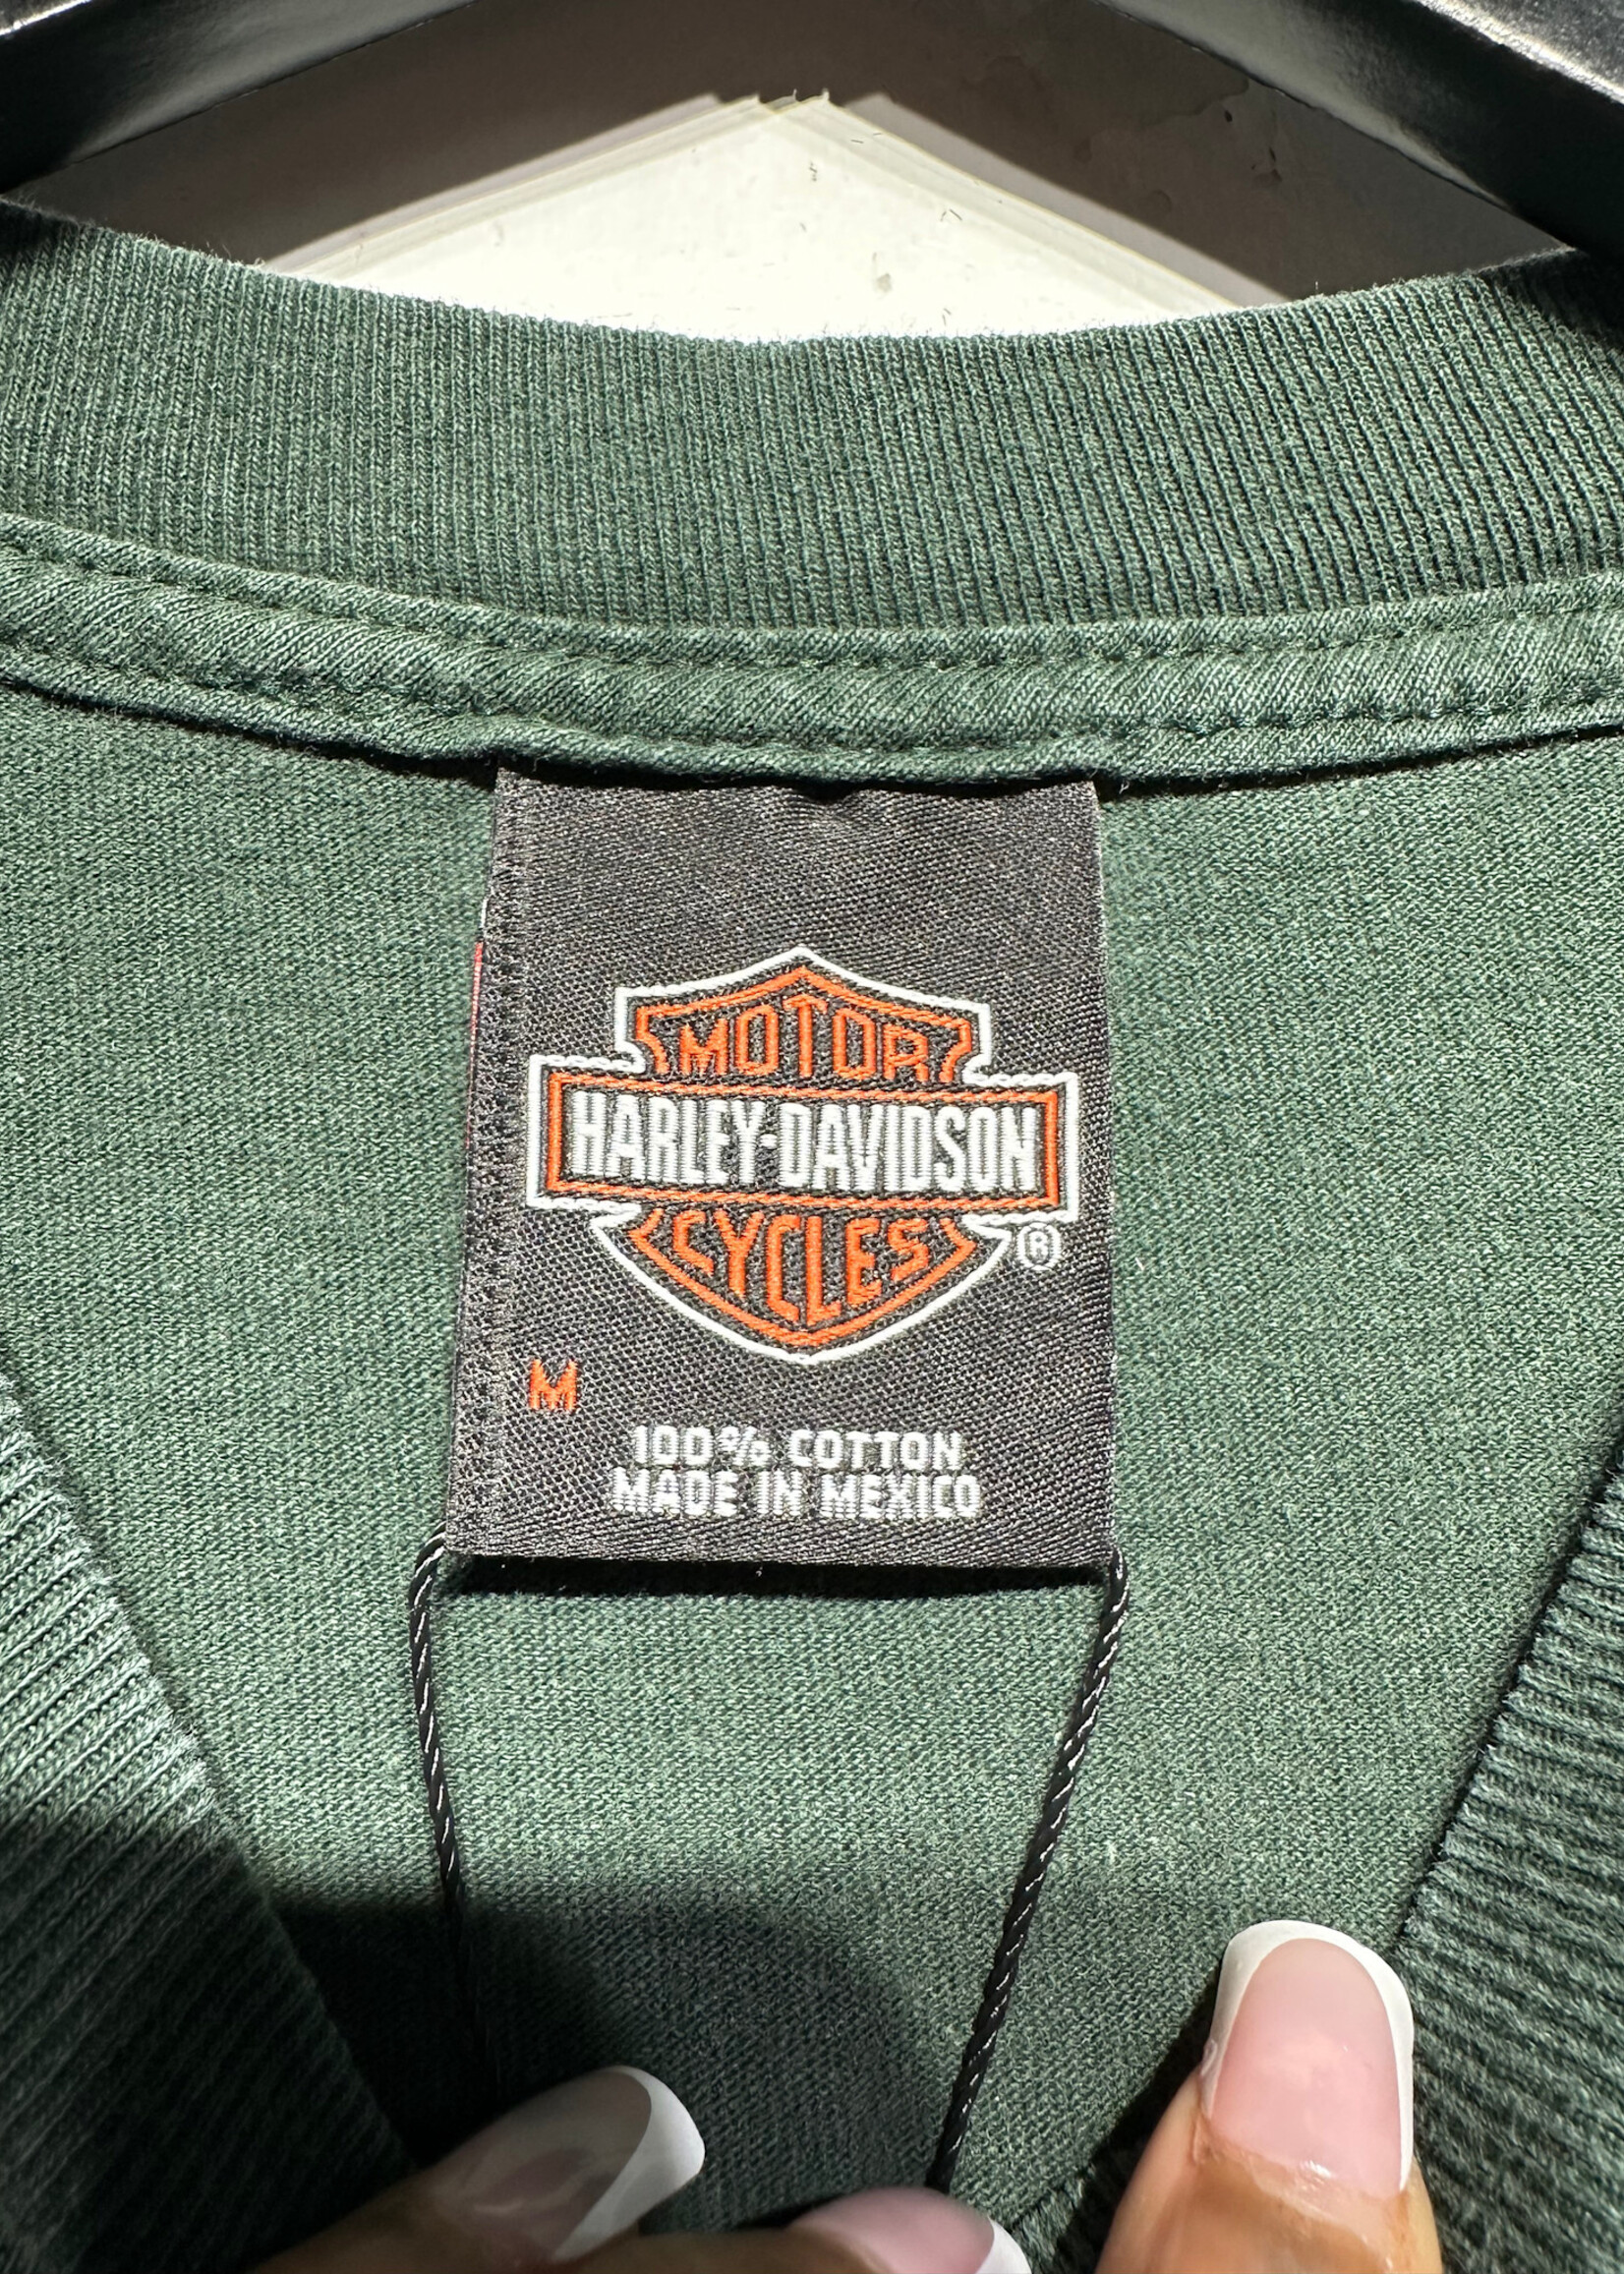 MOTOR
HARLEY-DAVIDSON
CYCLES
®
M
100% COTTON
MADE IN MEXICO